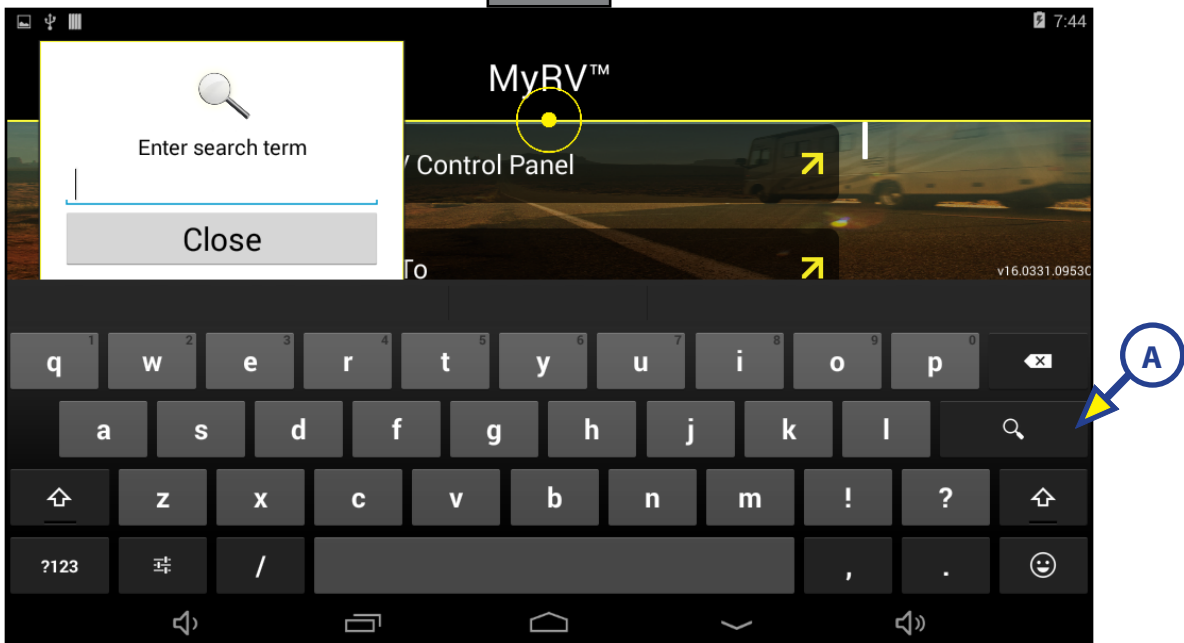 7:44
MyRV™
Enter search term
Control Panel
Close
To
v16.0331.0953C
1 2 3 4 5 6 7 8 9 0
q w e r t y u i o p
A
a s d f g h j k l
z x c v b n m ! ?
?123 / , .